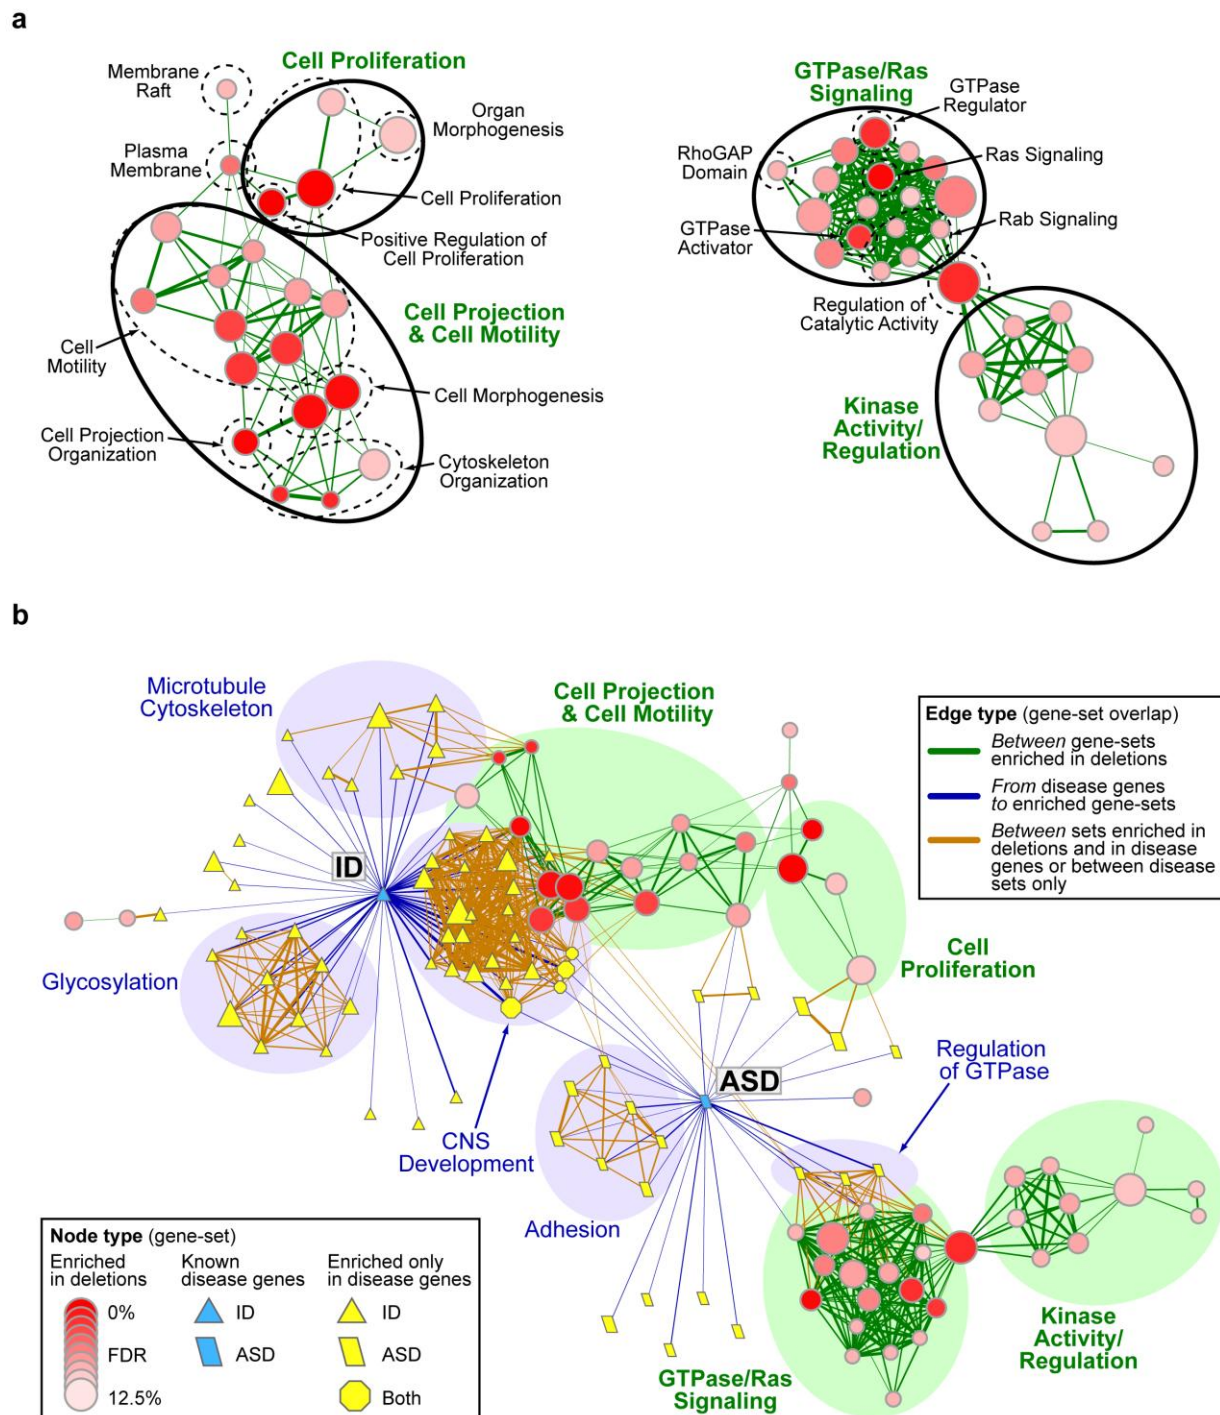 a
Cell Proliferation
Membrane
Raft
Organ
Morphogenesis
Plasma
Membrane
Cell Proliferation
Positive Regulation of
Cell Proliferation
Cell Projection
& Cell Motility
Cell
Motility
Cell Morphogenesis
Cell Projection
Organization
Cytoskeleton
Organization
GTPase/Ras
Signaling
GTPase
Regulator
RhoGAP
Domain
Ras Signaling
GTPase
Activator
Rab Signaling
Regulation of
Catalytic Activity
Kinase
Activity/
Regulation
b
Microtubule
Cytoskeleton
Cell Projection
& Cell Motility
Edge type (gene-set overlap)
Between gene-sets
enriched in deletions
From disease genes
to enriched gene-sets
Between sets enriched in
deletions and in disease
genes or between disease
sets only
ID
Glycosylation
Cell
Proliferation
Regulation
of GTPase
ASD
CNS
Development
Adhesion
Kinase
Activity/
Regulation
GTPase/Ras
Signaling
Node type (gene-set)
Enriched
in deletions
Known
disease genes
Enriched only
in disease genes
0%
ID
ID
FDR
ASD
ASD
12.5%
Both